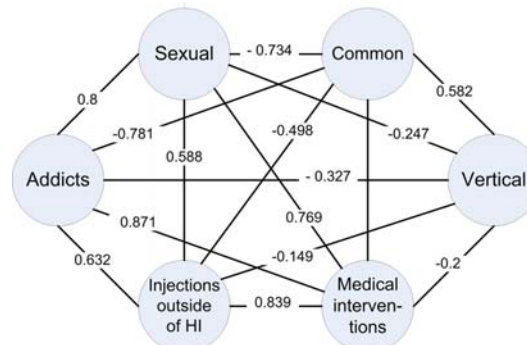 Sexual
- 0.734
Common
0.8
0.582
-0.781
-0.498
-0.247
0.588
Addicts
- 0.327
Vertical
0.871
0.769
0.632
-0.149
-0.2
Injections
outside
of HI
0.839
Medical
interven-
tions